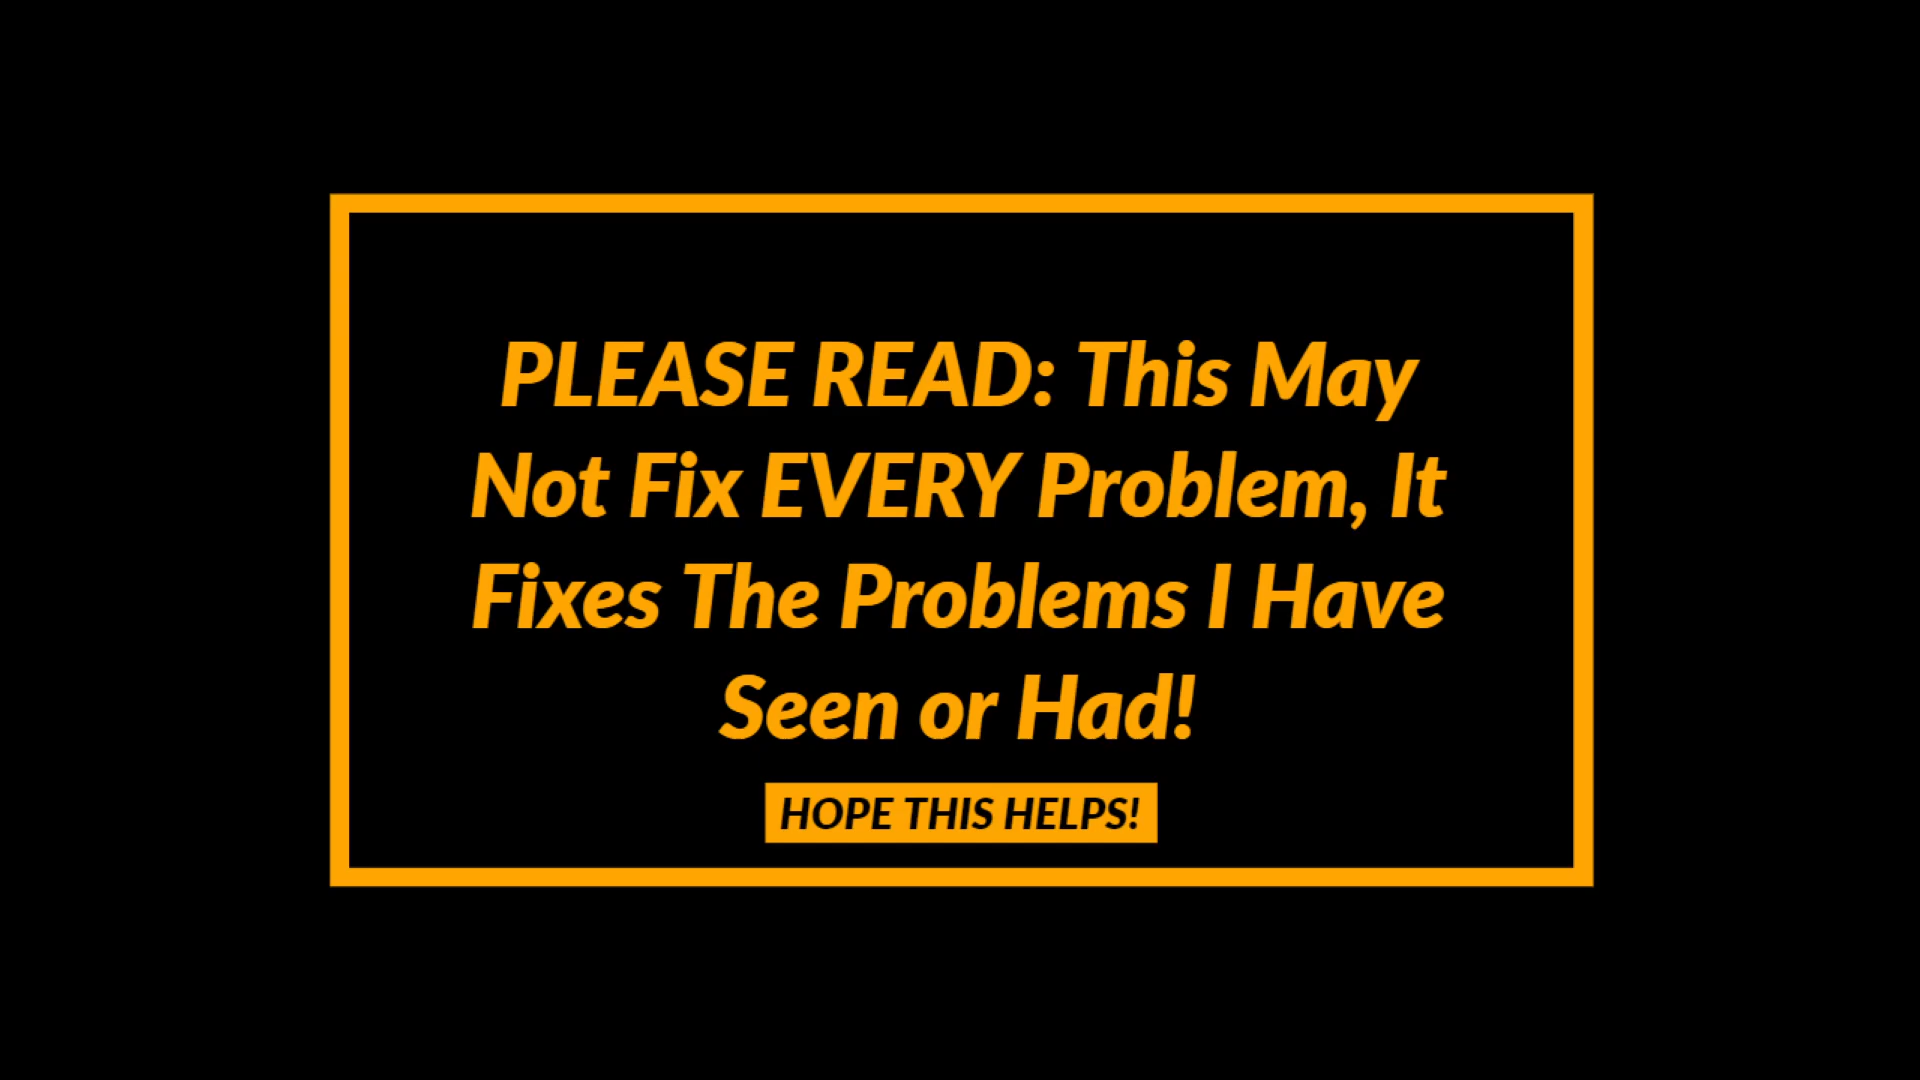 PLEASE READ: This May
Not Fix EVERY Problem, It
Fixes The Problems I Have
Seen or Had!
HOPE THIS HELPS!